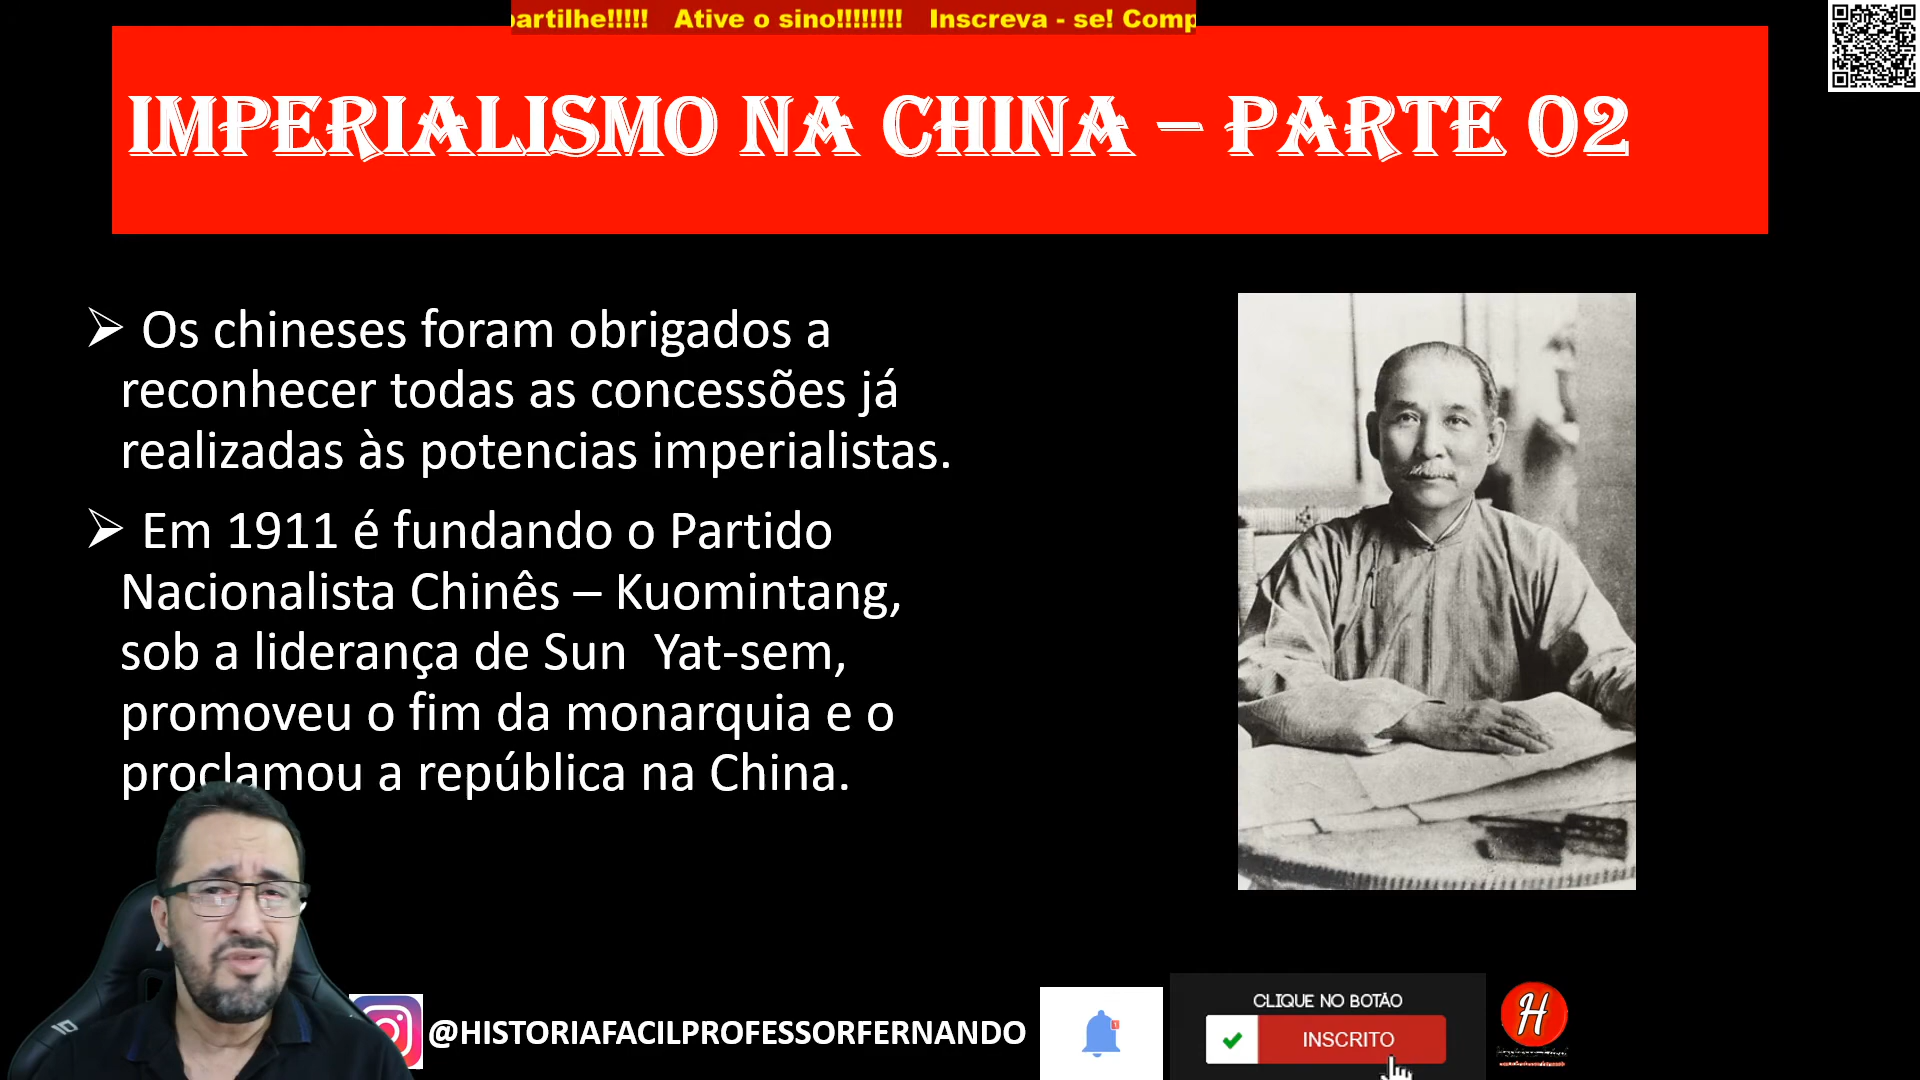 partilhe!!!!! Ative o sino!!!!!!!! Inscreva - se! Comp
IMPERIALISMO NA CHINA – PARTE 02
➢ Os chineses foram obrigados a
reconhecer todas as concessões já
realizadas às potencias imperialistas.
➢ Em 1911 é fundando o Partido
Nacionalista Chinês – Kuomintang,
sob a liderança de Sun Yat-sem,
promoveu o fim da monarquia e o
proclamou a república na China.
@HISTORIAFACILPROFESSORFERNANDO
1
CLIQUE NO BOTÃO
INSCRITO
H